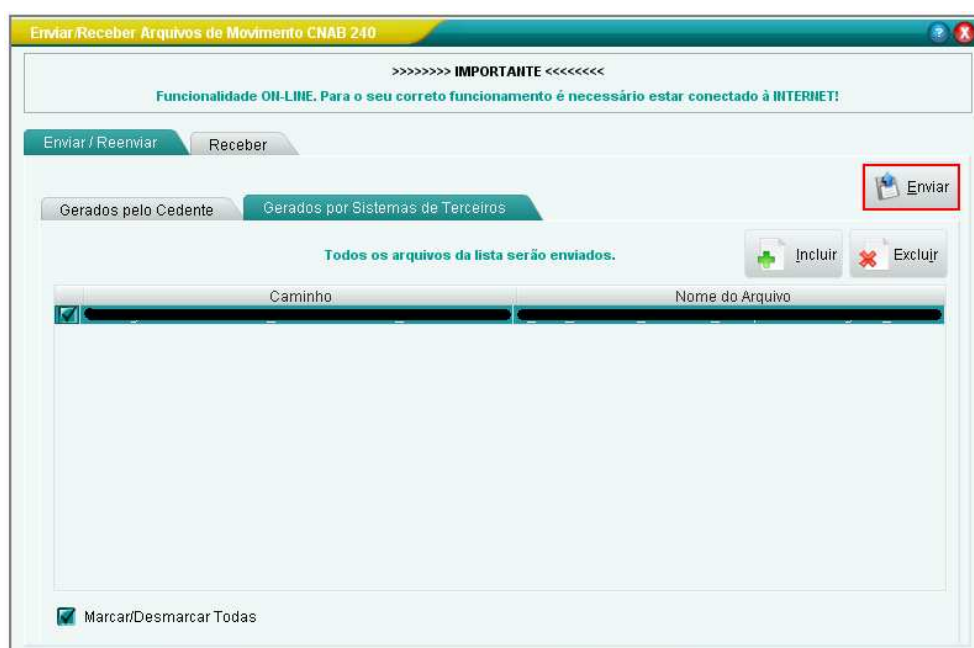 Enviar/Receber Arquivos de Movimento CNAB 240
>>>>>>>> IMPORTANTE <<<<<<<<
Funcionalidade ON-LINE. Para o seu correto funcionamento é necessário estar conectado à INTERNET!
Enviar / Reenviar Receber
Enviar
Gerados pelo Cedente Gerados por Sistemas de Terceiros
Todos os arquivos da lista serão enviados. Incluir Excluir
Caminho Nome do Arquivo
Marcar/Desmarcar Todas